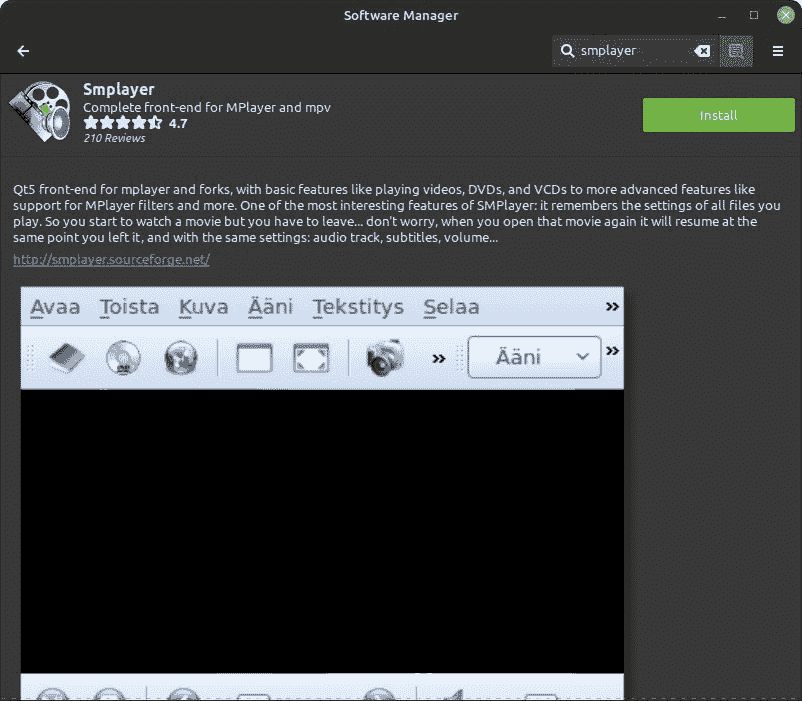 Software Manager
smplayer
Smplayer
Complete front-end for MPlayer and mpv
4.7
210 Reviews
Install
Qt5 front-end for mplayer and forks, with basic features like playing videos, DVDs, and VCDs to more advanced features like
support for MPlayer filters and more. One of the most interesting features of SMPlayer: it remembers the settings of all files you
play. So you start to watch a movie but you have to leave... don't worry, when you open that movie again it will resume at the
same point you left it, and with the same settings: audio track, subtitles, volume...
http://smplayer.sourceforge.net/
Avaa Toista Kuva Ääni Tekstitys Selaa »
DVD » Ääni »